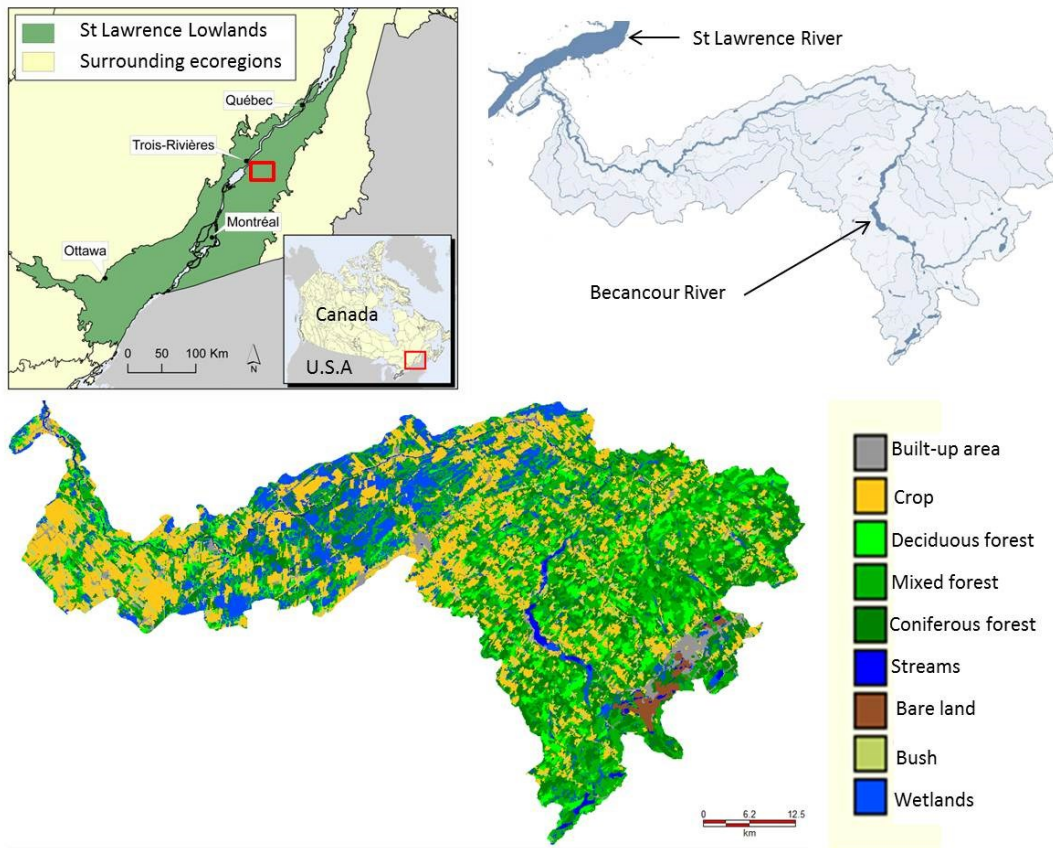 St Lawrence Lowlands
Surrounding ecoregions
Québec
Trois-Rivières
Montréal
Ottawa
0 50 100 Km
N
Canada
U.S.A
St Lawrence River
Becancour River
Built-up area
Crop
Deciduous forest
Mixed forest
Coniferous forest
Streams
Bare land
Bush
Wetlands
0 6.2 12.5
km